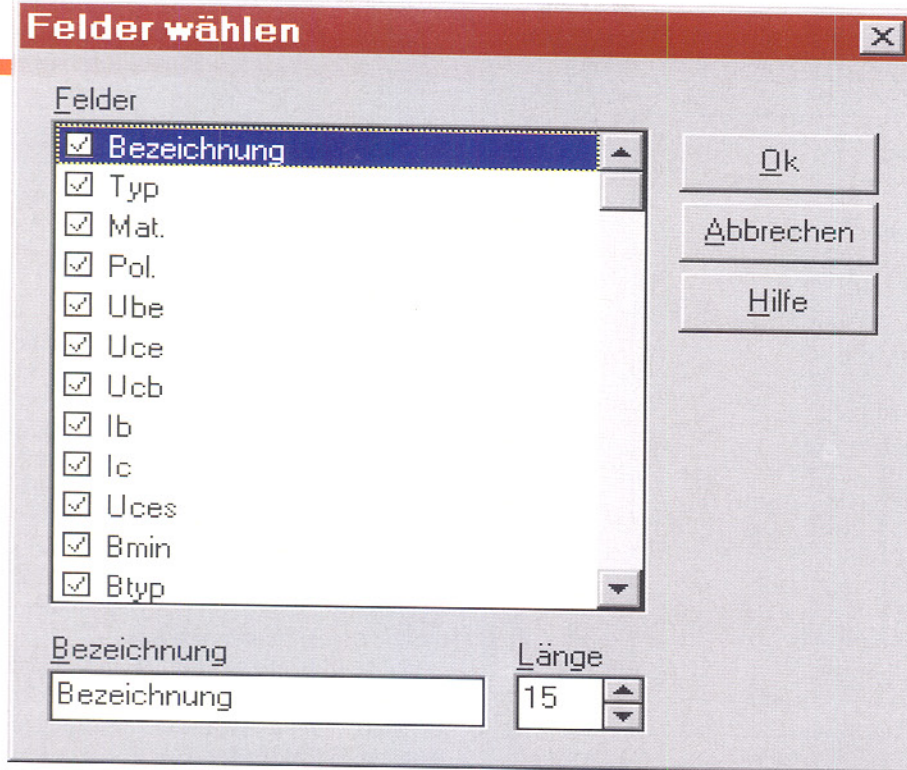 Felder wählen
Felder
Bezeichnung
Typ
Mat.
Pol.
Ube
Uce
Ucb
Ib
Ic
Uces
Bmin
Btyp
Ok
Abbrechen
Hilfe
Bezeichnung
Bezeichnung
Länge
15